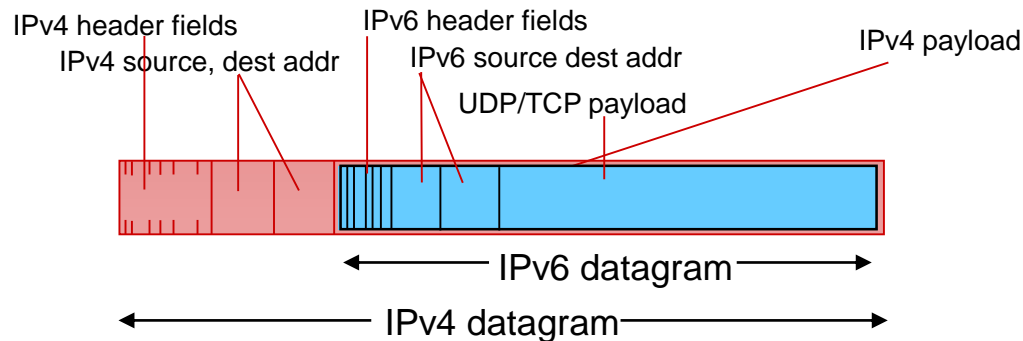 IPv4 header fields
IPv6 header fields
IPv4 payload
IPv4 source, dest addr
IPv6 source dest addr
UDP/TCP payload
IPv6 datagram
IPv4 datagram